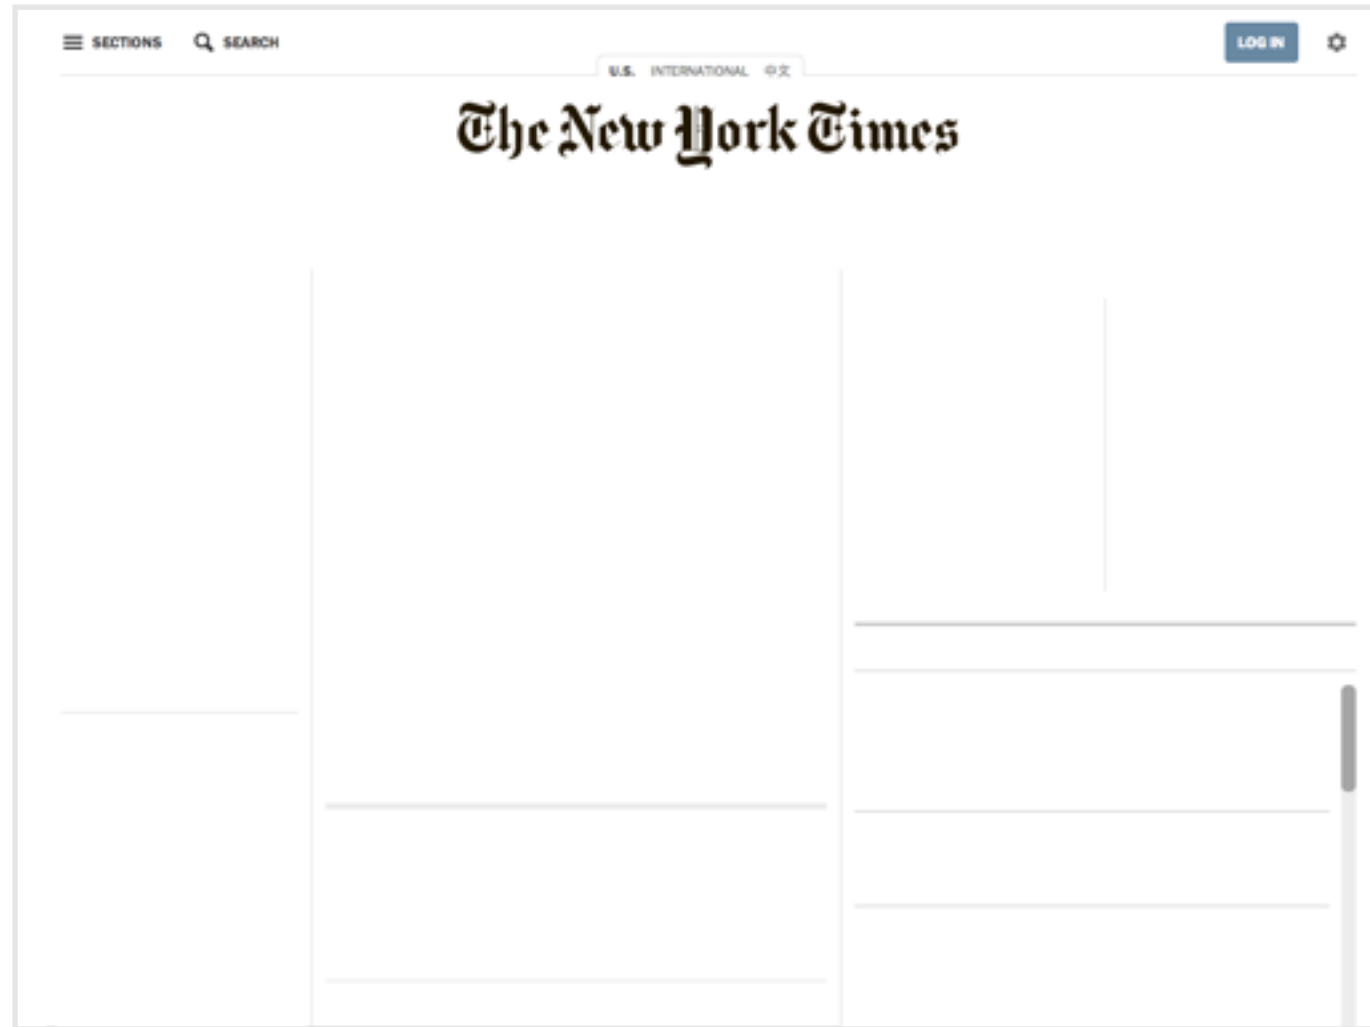 SECTIONS SEARCH LOG IN
U.S. INTERNATIONAL 中文
The New York Times